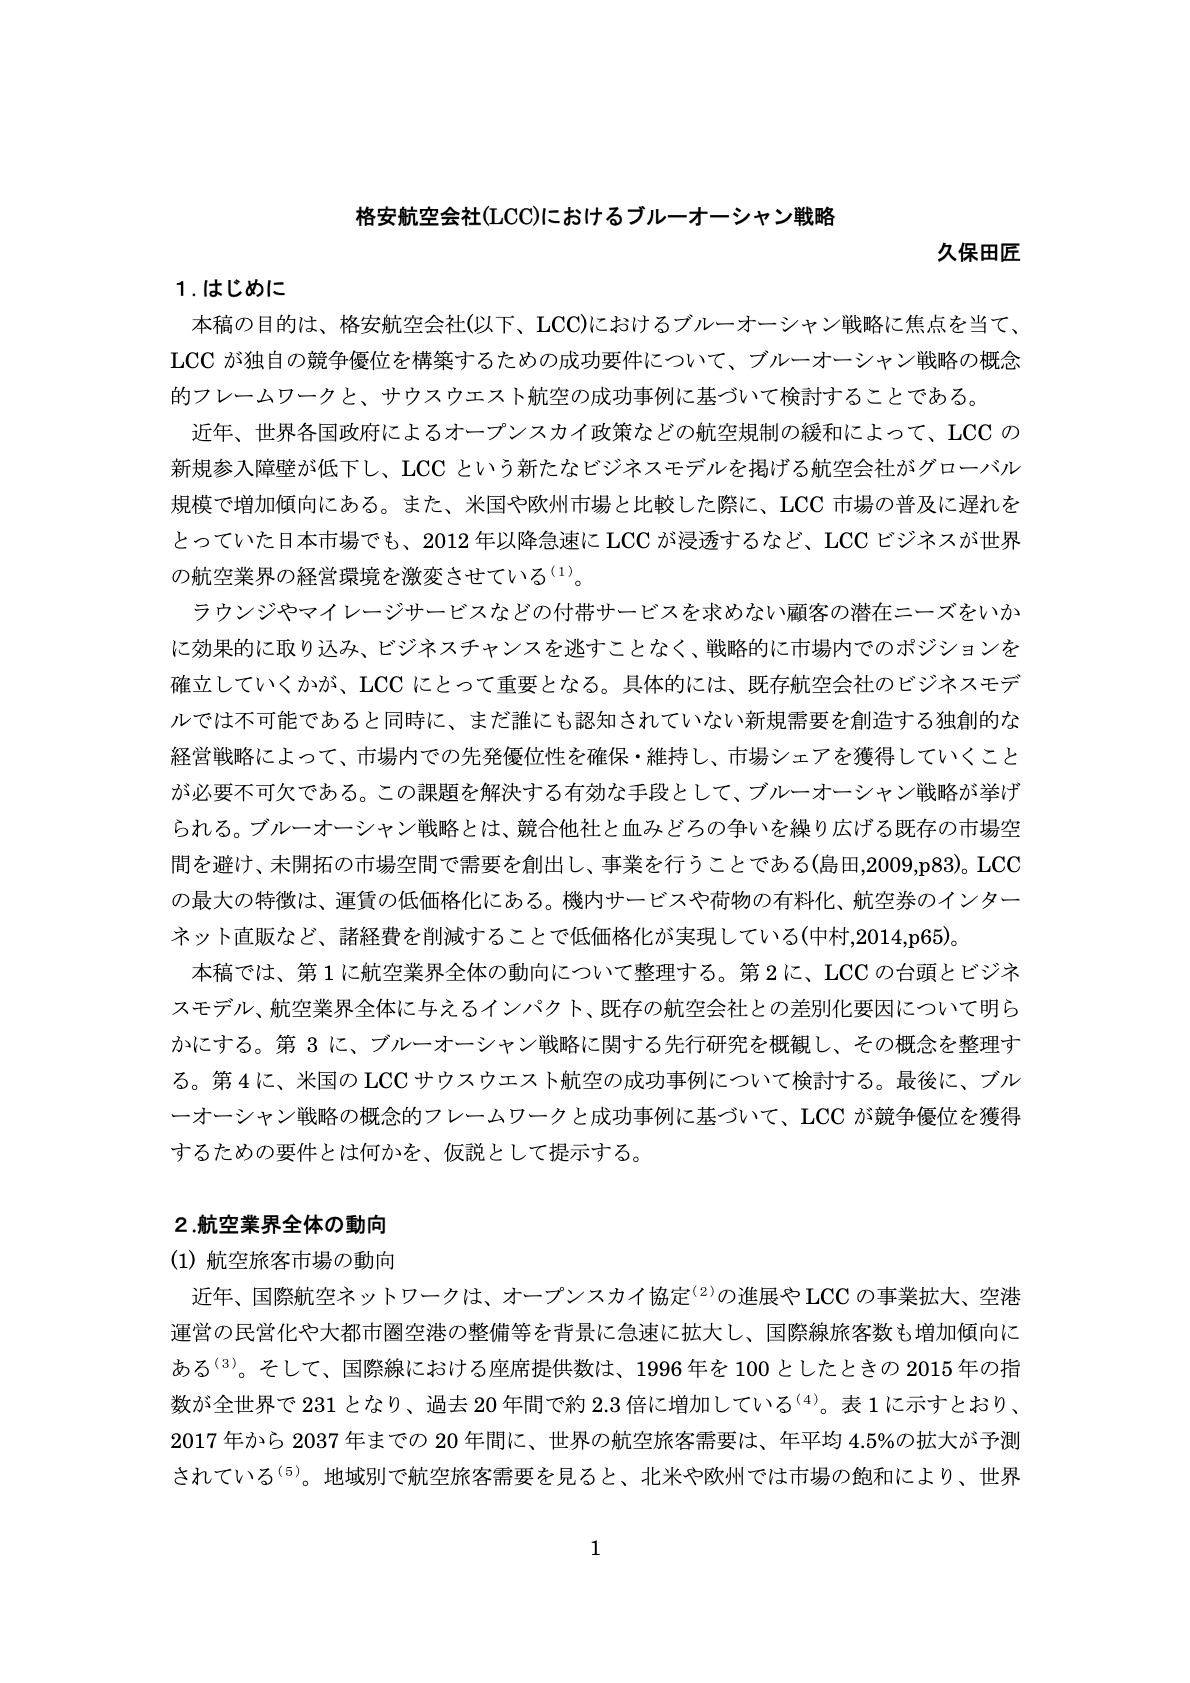 格安航空会社(LCC)におけるブルーオーシャン戦略
久保田匠
１．はじめに
本稿の目的は、格安航空会社(以下、LCC)におけるブルーオーシャン戦略に焦点を当て、
LCC が独自の競争優位を構築するための成功要件について、ブルーオーシャン戦略の概念
的フレームワークと、サウスウエスト航空の成功事例に基づいて検討することである。
近年、世界各国政府によるオープンスカイ政策などの航空規制の緩和によって、LCC の
新規参入障壁が低下し、LCC という新たなビジネスモデルを掲げる航空会社がグローバル
規模で増加傾向にある。また、米国や欧州市場と比較した際に、LCC 市場の普及に遅れを
とっていた日本市場でも、2012 年以降急速に LCC が浸透するなど、LCC ビジネスが世界
の航空業界の経営環境を激変させている⁽¹⁾。
ラウンジやマイレージサービスなどの付帯サービスを求めない顧客の潜在ニーズをいか
に効果的に取り込み、ビジネスチャンスを逃すことなく、戦略的に市場内でのポジションを
確立していくかが、LCC にとって重要となる。具体的には、既存航空会社のビジネスモデ
ルでは不可能であると同時に、まだ誰にも認知されていない新規需要を創造する独創的な
経営戦略によって、市場内での先発優位性を確保・維持し、市場シェアを獲得していくこと
が必要不可欠である。この課題を解決する有効な手段として、ブルーオーシャン戦略が挙げ
られる。ブルーオーシャン戦略とは、競合他社と血みどろの争いを繰り広げる既存の市場空
間を避け、未開拓の市場空間で需要を創出し、事業を行うことである(島田,2009,p83)。LCC
の最大の特徴は、運賃の低価格化にある。機内サービスや荷物の有料化、航空券のインター
ネット直販など、諸経費を削減することで低価格化が実現している(中村,2014,p65)。
本稿では、第 1 に航空業界全体の動向について整理する。第 2 に、LCC の台頭とビジネ
スモデル、航空業界全体に与えるインパクト、既存の航空会社との差別化要因について明ら
かにする。第 3 に、ブルーオーシャン戦略に関する先行研究を概観し、その概念を整理す
る。第 4 に、米国の LCC サウスウエスト航空の成功事例について検討する。最後に、ブル
ーオーシャン戦略の概念的フレームワークと成功事例に基づいて、LCC が競争優位を獲得
するための要件とは何かを、仮説として提示する。
２.航空業界全体の動向
(1) 航空旅客市場の動向
近年、国際航空ネットワークは、オープンスカイ協定⁽²⁾の進展や LCC の事業拡大、空港
運営の民営化や大都市圏空港の整備等を背景に急速に拡大し、国際線旅客数も増加傾向に
ある⁽³⁾。そして、国際線における座席提供数は、1996 年を 100 としたときの 2015 年の指
数が全世界で 231 となり、過去 20 年間で約 2.3 倍に増加している⁽⁴⁾。表 1 に示すとおり、
2017 年から 2037 年までの 20 年間に、世界の航空旅客需要は、年平均 4.5%の拡大が予測
されている⁽⁵⁾。地域別で航空旅客需要を見ると、北米や欧州では市場の飽和により、世界
1